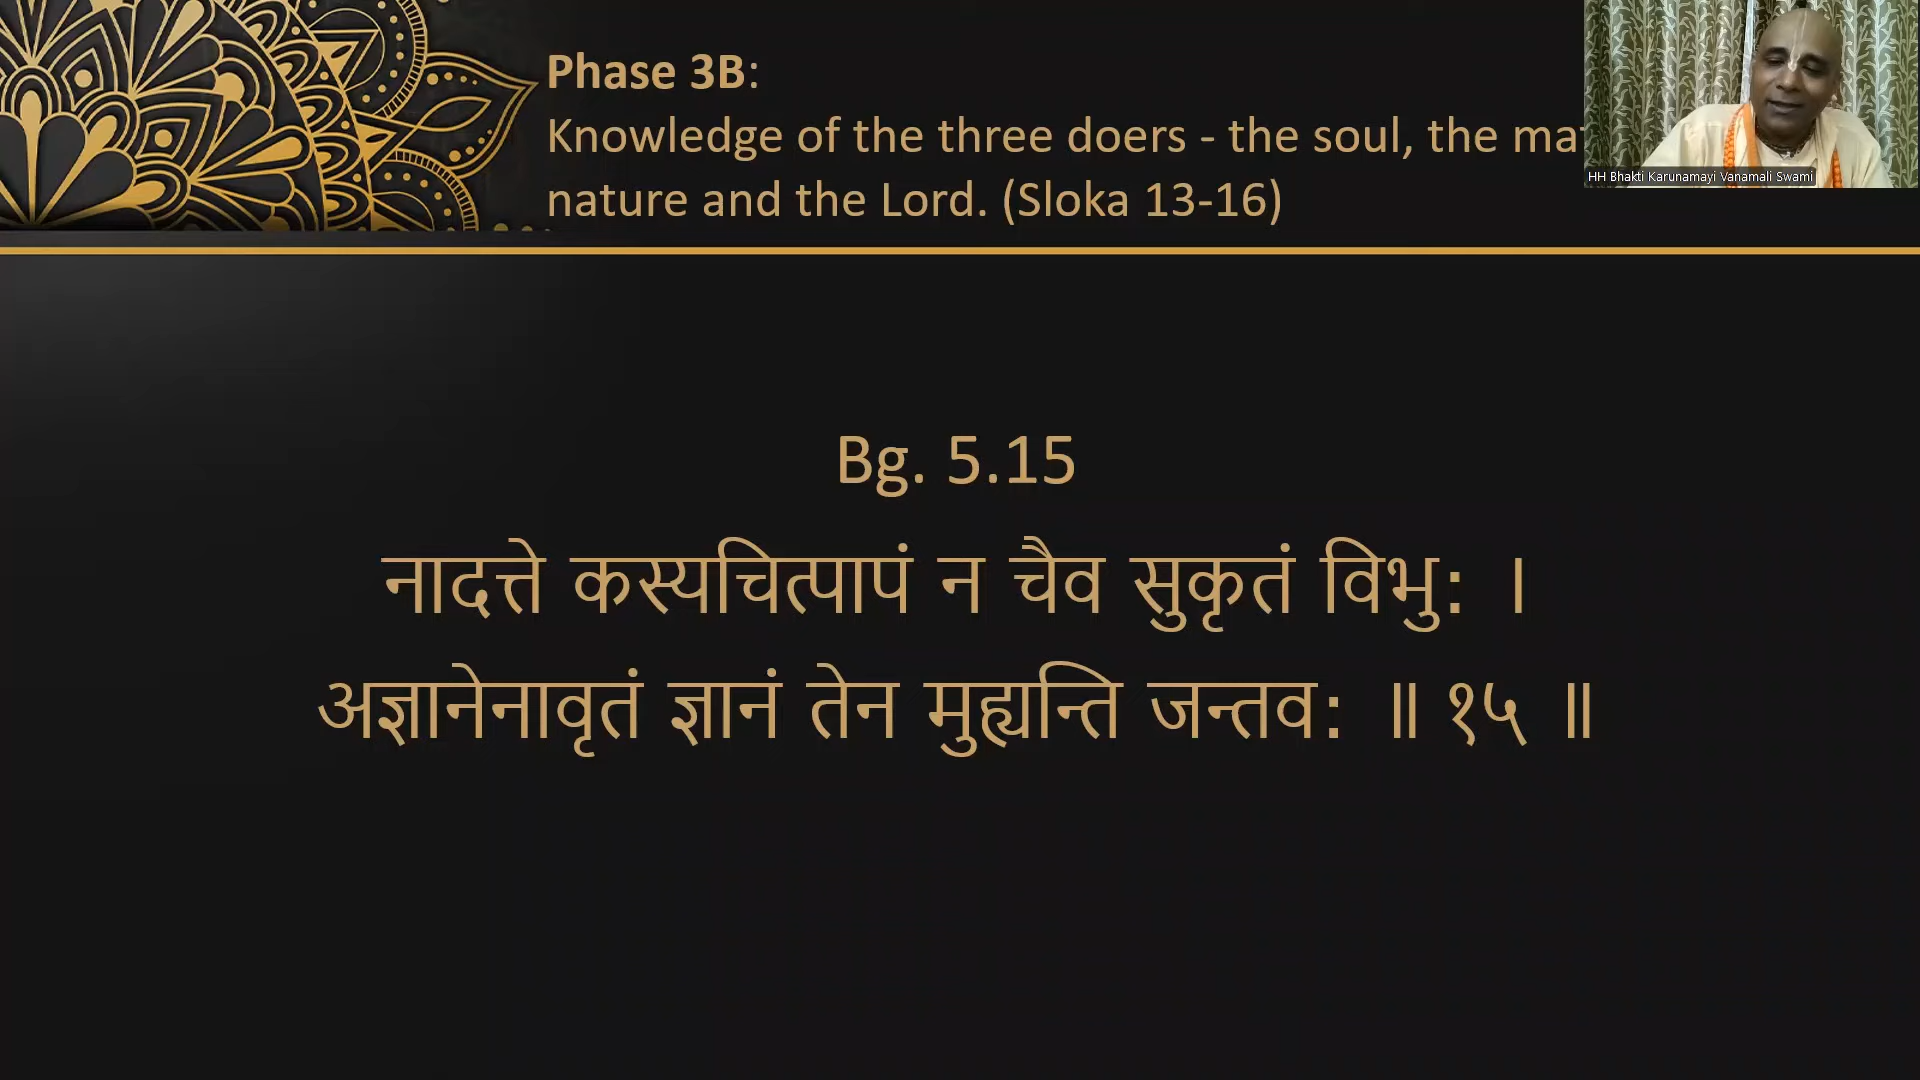 Phase 3B:
Knowledge of the three doers - the soul, the
nature and the Lord. (Sloka 13-16)
HH Bhakti Karunamayi Vanamali Swami
Bg. 5.15
नादत्ते कस्यचित्पापं न चैव सुकृतं विभुः ।
अज्ञानेनावृतं ज्ञानं तेन मुह्यन्ति जन्तवः ॥ १५ ॥